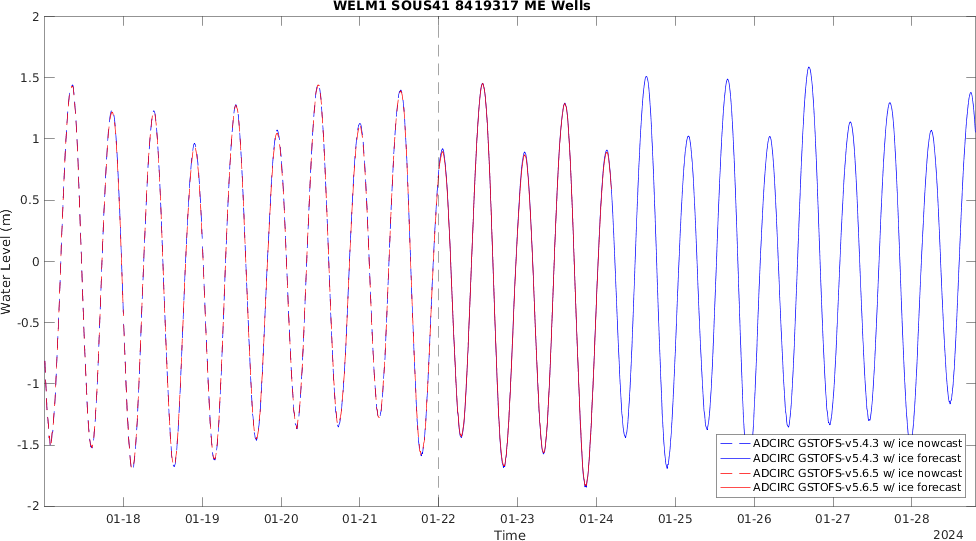 WELM1 SOUS41 8419317 ME Wells
2
1.5
1
0.5
0
-0.5
-1
-1.5
-2
Water Level (m)
01-18 01-19 01-20 01-21 01-22 01-23 01-24 01-25 01-26 01-27 01-28
Time
2024
ADCIRC GSTOFS-v5.4.3 w/ ice nowcast
ADCIRC GSTOFS-v5.4.3 w/ ice forecast
ADCIRC GSTOFS-v5.6.5 w/ ice nowcast
ADCIRC GSTOFS-v5.6.5 w/ ice forecast